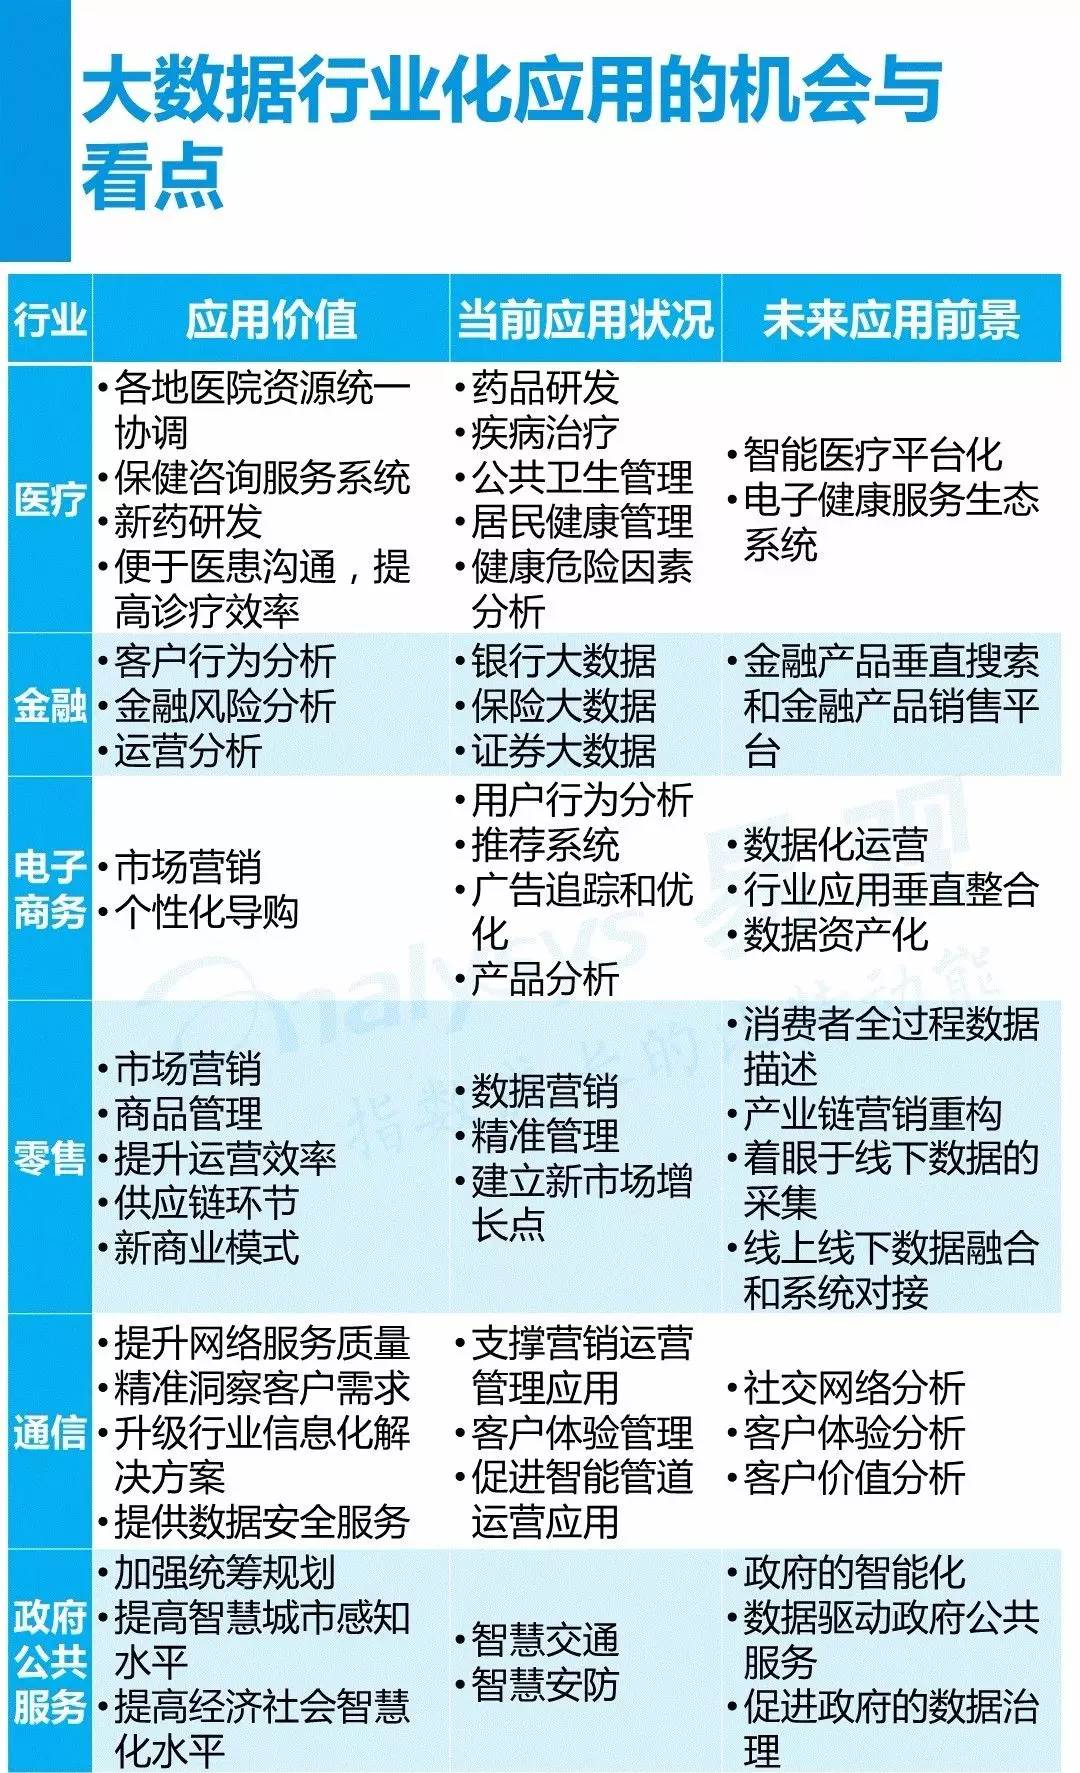 大数据行业化应用的机会与
看点
行业
应用价值
当前应用状况
未来应用前景
医疗
•各地医院资源统一
协调
•保健咨询服务系统
•新药研发
•便于医患沟通，提
高诊疗效率
•药品研发
•疾病治疗
•公共卫生管理
•居民健康管理
•健康危险因素
分析
•智能医疗平台化
•电子健康服务生态
系统
金融
•客户行为分析
•金融风险分析
•运营分析
•银行大数据
•保险大数据
•证券大数据
•金融产品垂直搜索
和金融产品销售平
台
电子
商务
•市场营销
•个性化导购
•用户行为分析
•推荐系统
•广告追踪和优
化
•产品分析
•数据化运营
•行业应用垂直整合
•数据资产化
零售
•市场营销
•商品管理
•提升运营效率
•供应链环节
•新商业模式
•数据营销
•精准管理
•建立新市场增
长点
•消费者全过程数据
描述
•产业链营销重构
•着眼于线下数据的
采集
•线上线下数据融合
和系统对接
通信
•提升网络服务质量
•精准洞察客户需求
•升级行业信息化解
决方案
•提供数据安全服务
•支撑营销运营
管理应用
•客户体验管理
•促进智能管道
运营应用
•社交网络分析
•客户体验分析
•客户价值分析
政府
公共
服务
•加强统筹规划
•提高智慧城市感知
水平
•提高经济社会智慧
化水平
•智慧交通
•智慧安防
•政府的智能化
•数据驱动政府公共
服务
•促进政府的数据治
理
Analysys 易观